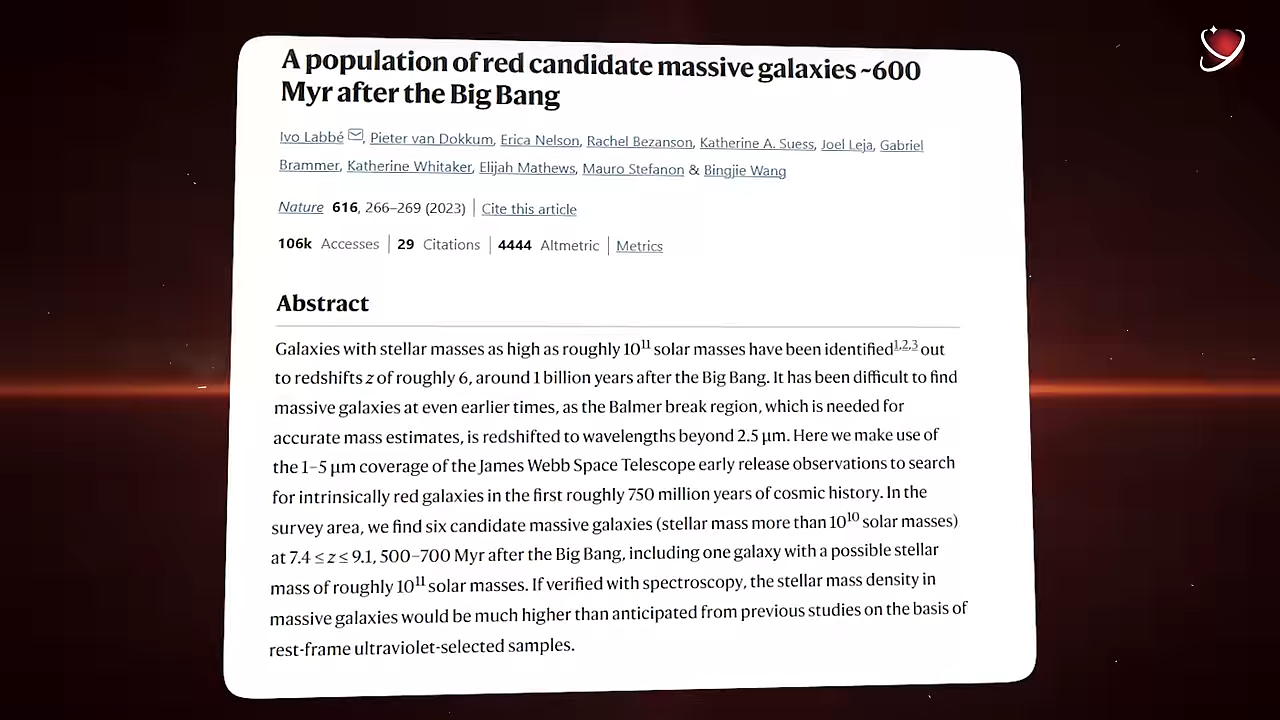 A population of red candidate massive galaxies ~600
Myr after the Big Bang
Ivo Labbé, Pieter van Dokkum, Erica Nelson, Rachel Bezanson, Katherine A. Suess, Joel Leja, Gabriel
Brammer, Katherine Whitaker, Elijah Mathews, Mauro Stefanon & Bingjie Wang
Nature 616, 266–269 (2023) | Cite this article
106k Accesses | 29 Citations | 4444 Altmetric | Metrics
Abstract
Galaxies with stellar masses as high as roughly 10¹¹ solar masses have been identified¹,²,³ out
to redshifts z of roughly 6, around 1 billion years after the Big Bang. It has been difficult to find
massive galaxies at even earlier times, as the Balmer break region, which is needed for
accurate mass estimates, is redshifted to wavelengths beyond 2.5 μm. Here we make use of
the 1–5 μm coverage of the James Webb Space Telescope early release observations to search
for intrinsically red galaxies in the first roughly 750 million years of cosmic history. In the
survey area, we find six candidate massive galaxies (stellar mass more than 10¹⁰ solar masses)
at 7.4 ≤ z ≤ 9.1, 500–700 Myr after the Big Bang, including one galaxy with a possible stellar
mass of roughly 10¹¹ solar masses. If verified with spectroscopy, the stellar mass density in
massive galaxies would be much higher than anticipated from previous studies on the basis of
rest-frame ultraviolet-selected samples.